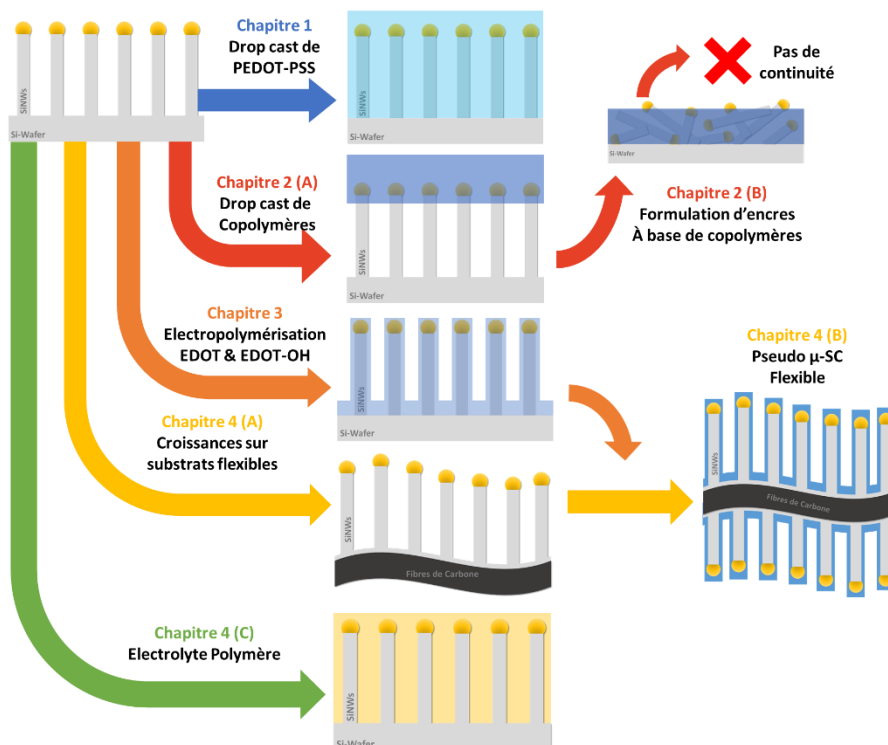 SiNWs
Si-Wafer
Chapitre 1
Drop cast de
PEDOT-PSS
Si-Wafer
SiNWs
Pas de
continuité
Si-Wafer
Chapitre 2 (A)
Drop cast de
Copolymères
SiNWs
Si-Wafer
Chapitre 2 (B)
Formulation d'encres
À base de copolymères
Chapitre 3
Electropolymérisation
EDOT & EDOT-OH
SiNWs
Si-Wafer
Chapitre 4 (A)
Croissances sur
substrats flexibles
SiNWs
Fibres de Carbone
Chapitre 4 (B)
Pseudo µ-SC
Flexible
SiNWs
Fibres de Carbone
Chapitre 4 (C)
Electrolyte Polymère
SiNWs
Si-Wafer